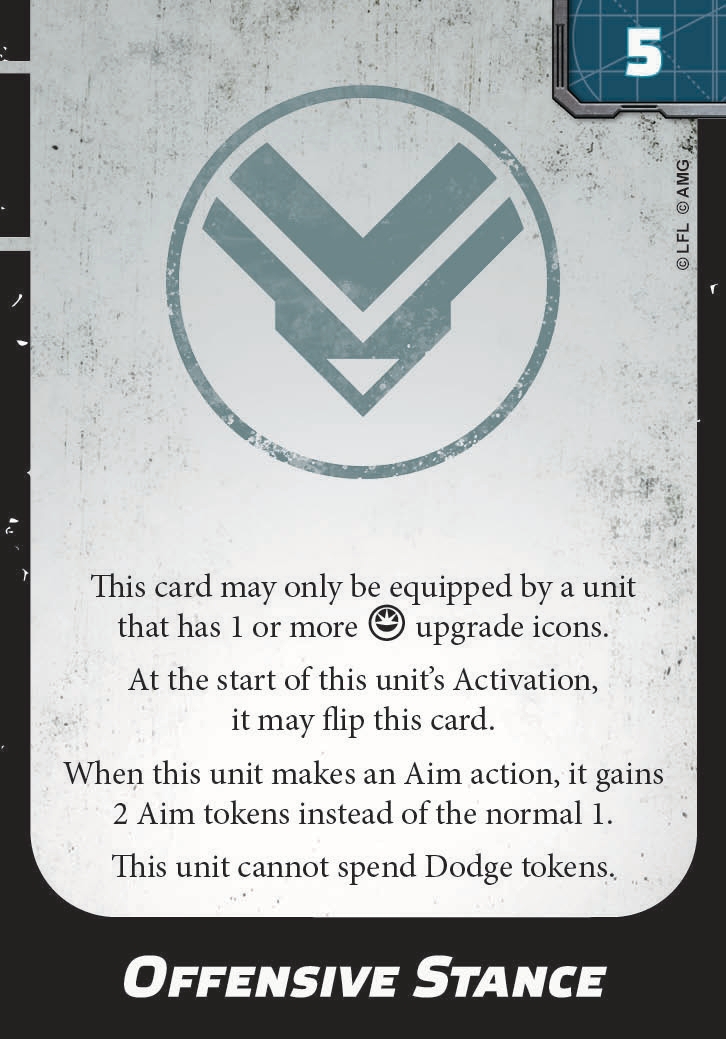 5
© LFL © AMG
This card may only be equipped by a unit
that has 1 or more upgrade icons.
At the start of this unit's Activation,
it may flip this card.
When this unit makes an Aim action, it gains
2 Aim tokens instead of the normal 1.
This unit cannot spend Dodge tokens.
Offensive Stance